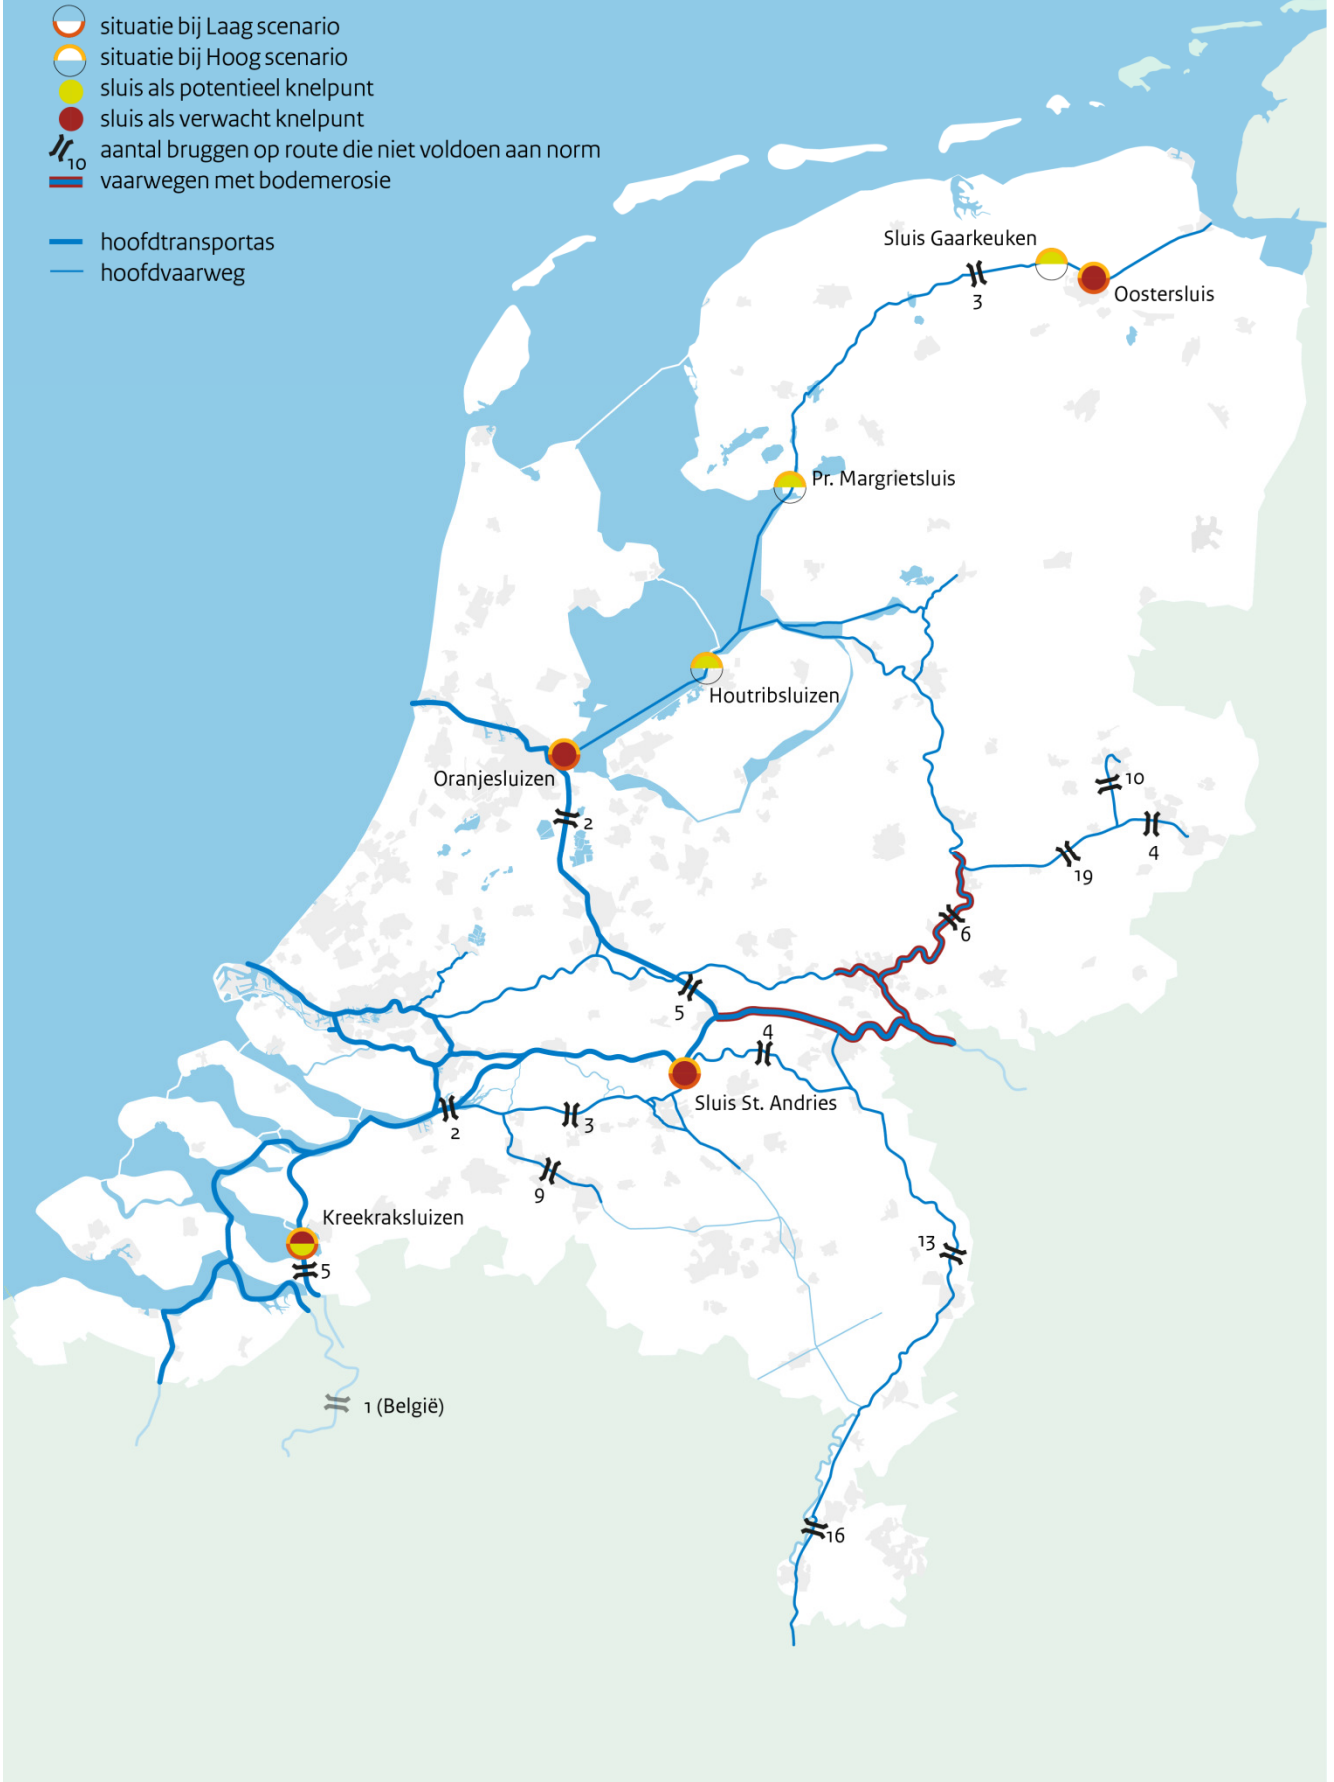 situatie bij Laag scenario
situatie bij Hoog scenario
sluis als potentieel knelpunt
sluis als verwacht knelpunt
10 aantal bruggen op route die niet voldoen aan norm
vaarwegen met bodemerosie
hoofdtransportas
hoofdvaarweg
Sluis Gaarkeuken
3
Oostersluis
Pr. Margrietsluis
Houtribsluizen
Oranjesluizen
2
10
4
19
6
5
4
Sluis St. Andries
2
3
9
Kreekraksluizen
5
13
1 (België)
16